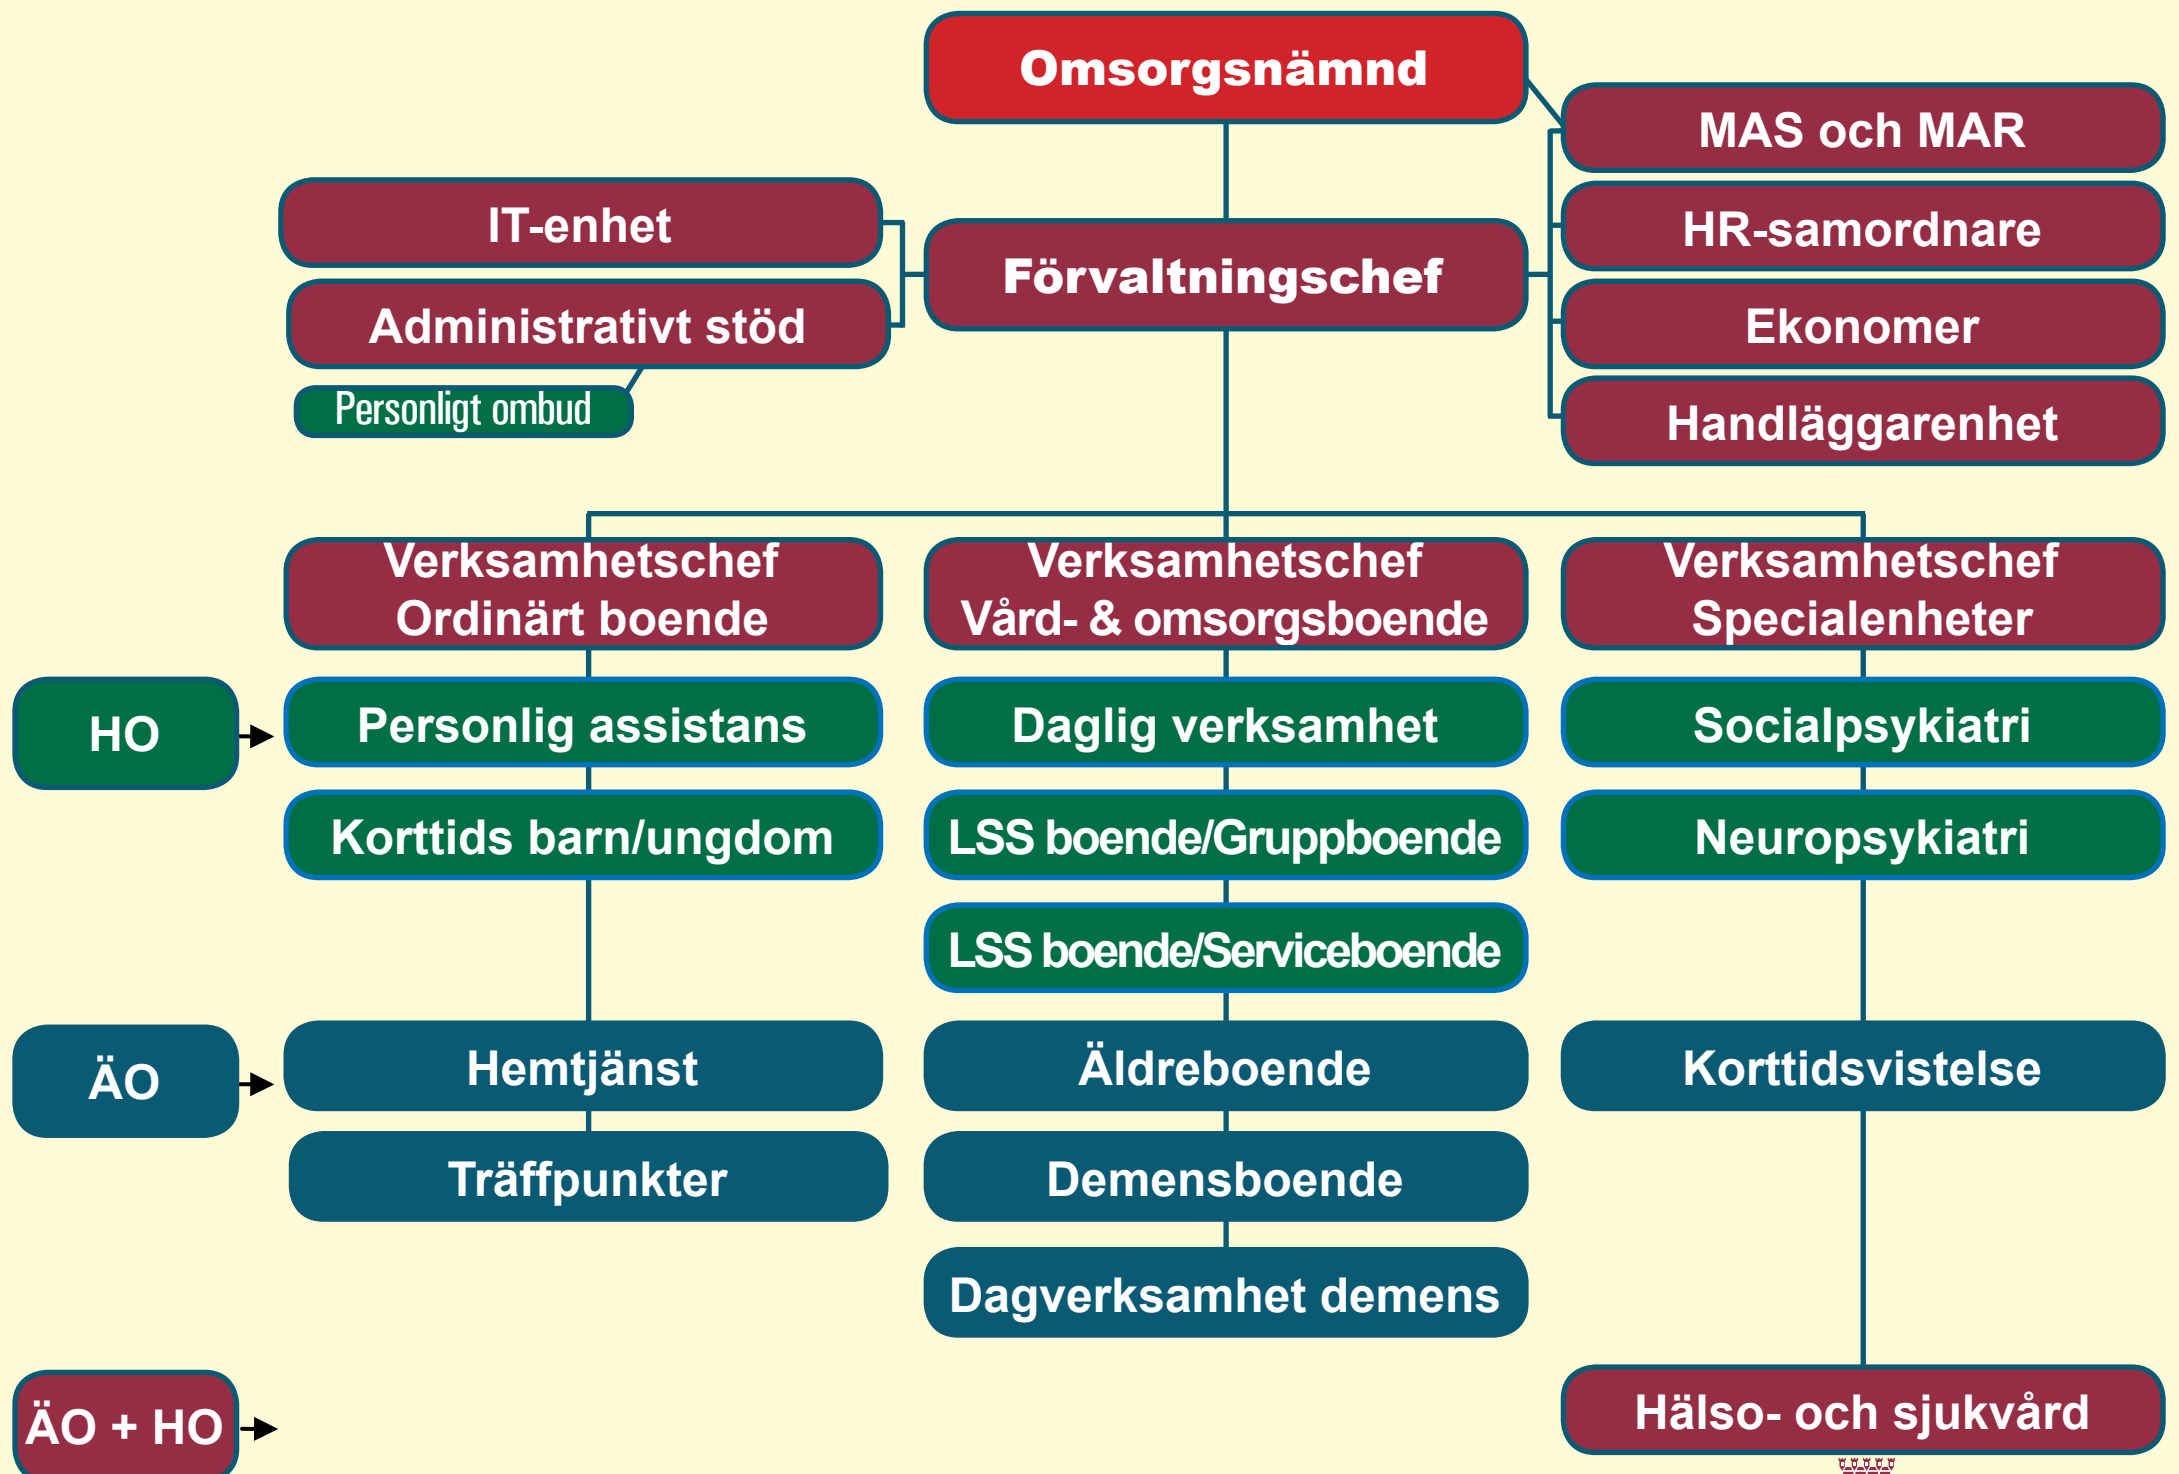 Omsorgsnämnd
MAS och MAR
IT-enhet
HR-samordnare
Förvaltningschef
Administrativt stöd
Ekonomer
Personligt ombud
Handläggarenhet
Verksamhetschef
Ordinärt boende
Verksamhetschef
Vård- & omsorgsboende
Verksamhetschef
Specialenheter
HO
Personlig assistans
Daglig verksamhet
Socialpsykiatri
Korttids barn/ungdom
LSS boende/Gruppboende
Neuropsykiatri
LSS boende/Serviceboende
ÄO
Hemtjänst
Äldreboende
Korttidsvistelse
Träffpunkter
Demensboende
Dagverksamhet demens
ÄO + HO
Hälso- och sjukvård